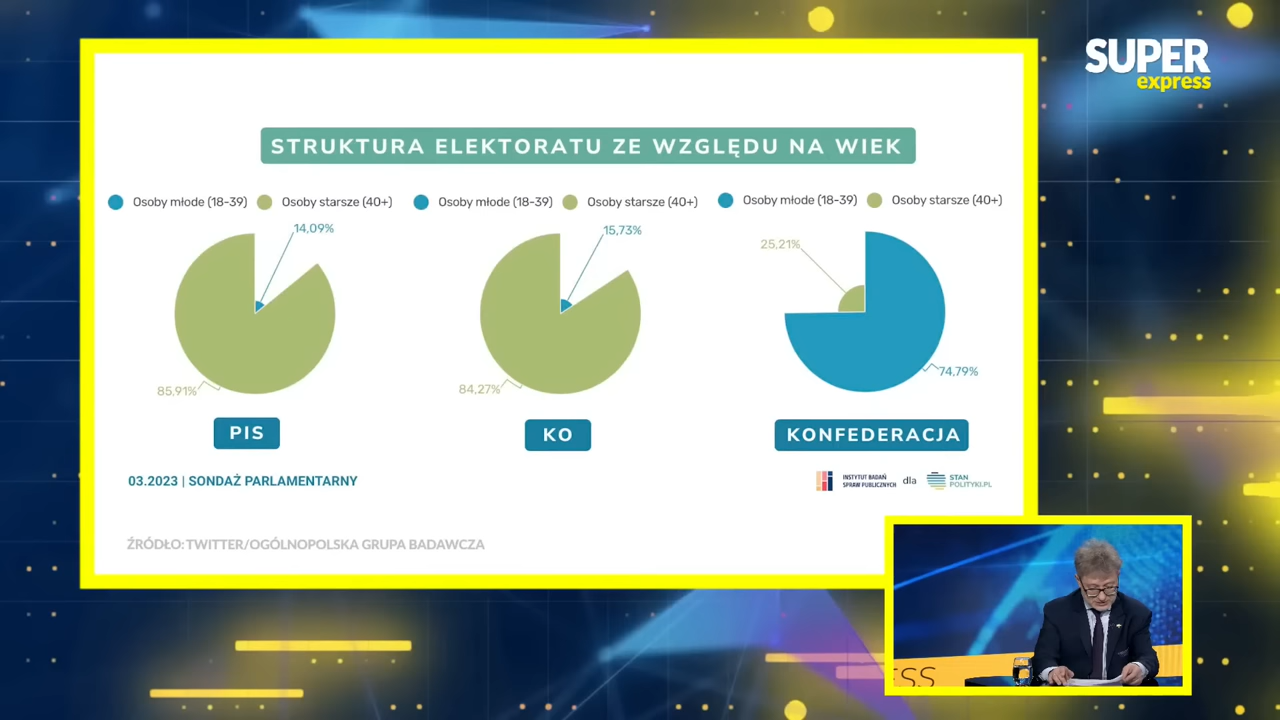 SUPER
express
STRUKTURA ELEKTORATU ZE WZGLĘDU NA WIEK
Osoby młode (18-39) Osoby starsze (40+) Osoby młode (18-39) Osoby starsze (40+) Osoby młode (18-39) Osoby starsze (40+)
14,09% 15,73% 25,21%
85,91% 84,27% 74,79%
PIS KO KONFEDERACJA
03.2023 | SONDAŻ PARLAMENTARNY
INSTYTUT BADAŃ
SPRAW PUBLICZNYCH
dla
STAN
POLITYKI.PL
ŹRÓDŁO: TWITTER/OGÓLNOPOLSKA GRUPA BADAWCZA
ESS